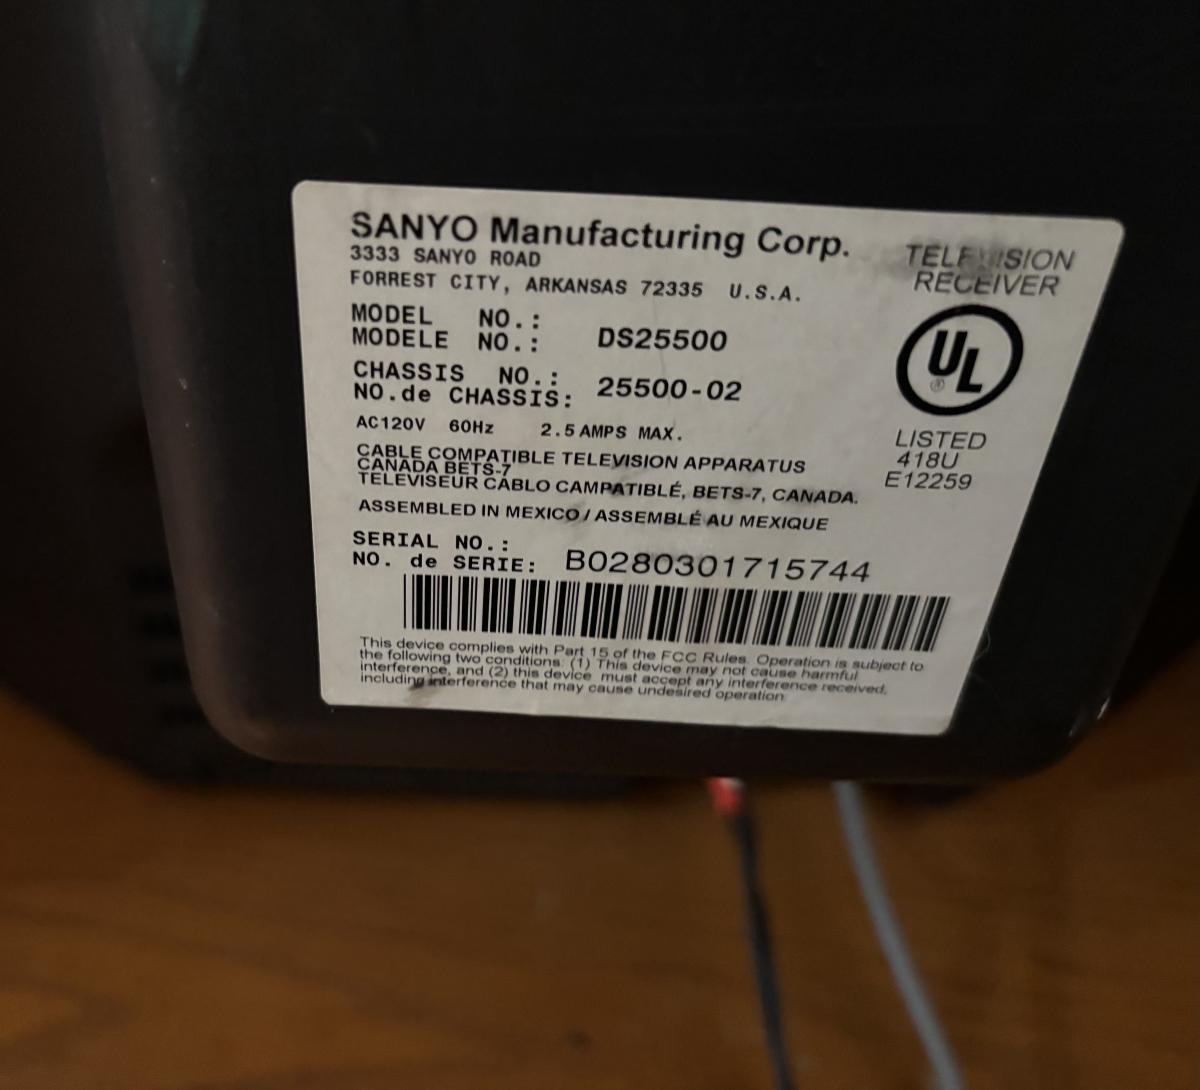 SANYO Manufacturing Corp.
3333 SANYO ROAD
FORREST CITY, ARKANSAS 72335 U.S.A.
TELEVISION
RECEIVER
MODEL NO.:
MODELE NO.: DS25500
CHASSIS NO.:
NO.de CHASSIS: 25500-02
AC120V 60Hz 2.5 AMPS MAX.
UL
®
LISTED
418U
E12259
CABLE COMPATIBLE TELEVISION APPARATUS
CANADA BETS-7
TELEVISEUR CÂBLO CAMPATIBLÉ, BETS-7, CANADA.
ASSEMBLED IN MEXICO / ASSEMBLÉ AU MEXIQUE
SERIAL NO.:
NO. de SERIE: B0280301715744
This device complies with Part 15 of the FCC Rules. Operation is subject to
the following two conditions: (1) This device may not cause harmful
interference, and (2) this device must accept any interference received,
including interference that may cause undesired operation.